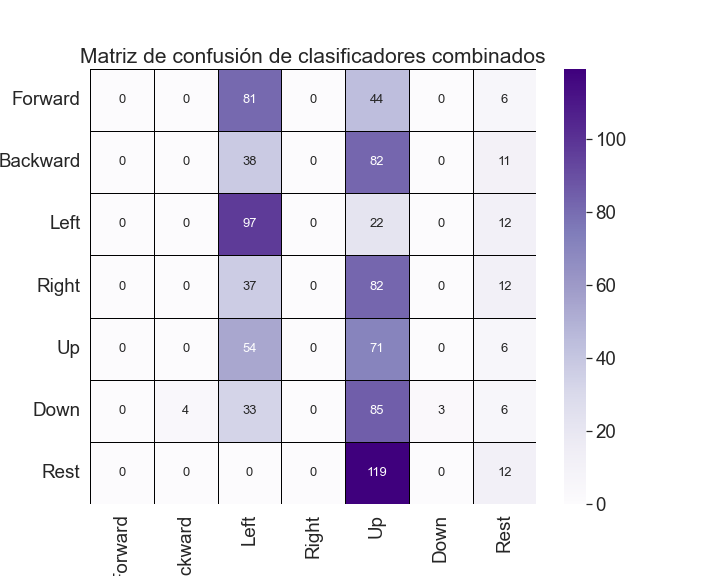 Matriz de confusión de clasificadores combinados
Forward 0 0 81 0 44 0 6
Backward 0 0 38 0 82 0 11
Left 0 0 97 0 22 0 12
Right 0 0 37 0 82 0 12
Up 0 0 54 0 71 0 6
Down 0 4 33 0 85 3 6
Rest 0 0 0 0 119 0 12
Forward ckward Left Right Up Down Rest
100
80
60
40
20
0